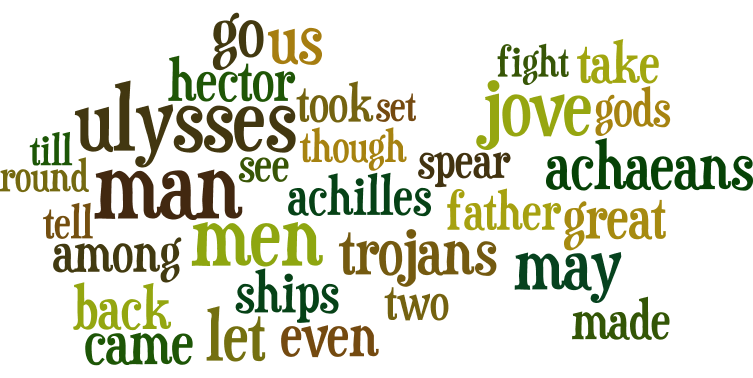 go us
fight take
hector
ulysses took set jove gods
till though
round man see spear achaeans
achilles
tell father great
among men trojans may
ships two
back made
came let even